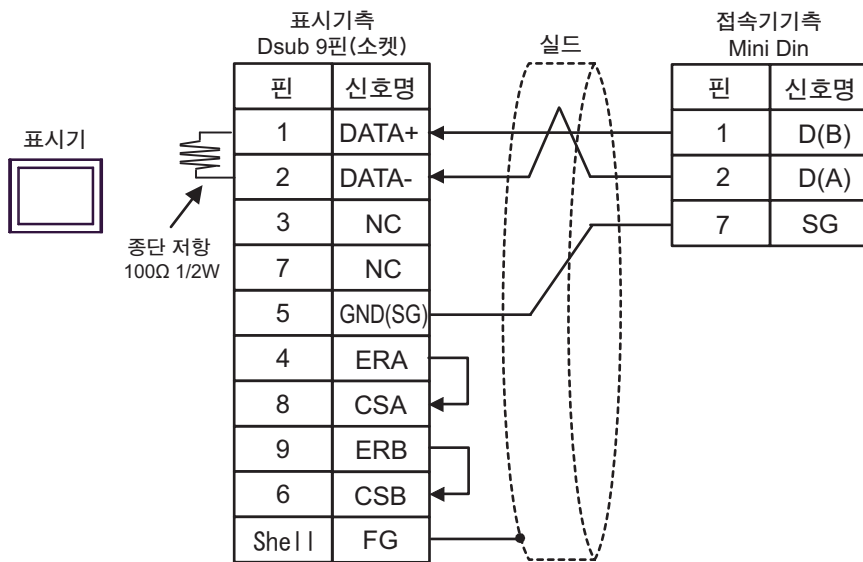 표시기측
Dsub 9핀(소켓)
실드
접속기기측
Mini Din
표시기
종단 저항
100Ω 1/2W
핀 신호명
1 DATA+
2 DATA-
3 NC
7 NC
5 GND(SG)
4 ERA
8 CSA
9 ERB
6 CSB
Shell FG
핀 신호명
1 D(B)
2 D(A)
7 SG